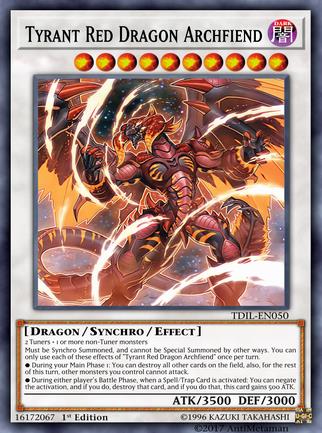 TYRANT RED DRAGON ARCHFIEND
DARK
闇
TDIL-EN050
[DRAGON / SYNCHRO / EFFECT]
2 Tuners + 1 or more non-Tuner monsters
Must be Synchro Summoned, and cannot be Special Summoned by other ways. You can
only use each of these effects of "Tyrant Red Dragon Archfiend" once per turn.
● During your Main Phase 1: You can destroy all other cards on the field, also, for the
rest of this turn, other monsters you control cannot attack.
● During either player's Battle Phase, when a Spell/Trap Card is activated: You can negate
the activation, and if you do, destroy that card, and if you do that, this card gains 500 ATK.
ATK/3500 DEF/3000
16172067 1st Edition ©1996 KAZUKI TAKAHASHI
©2017 AntiMetaman